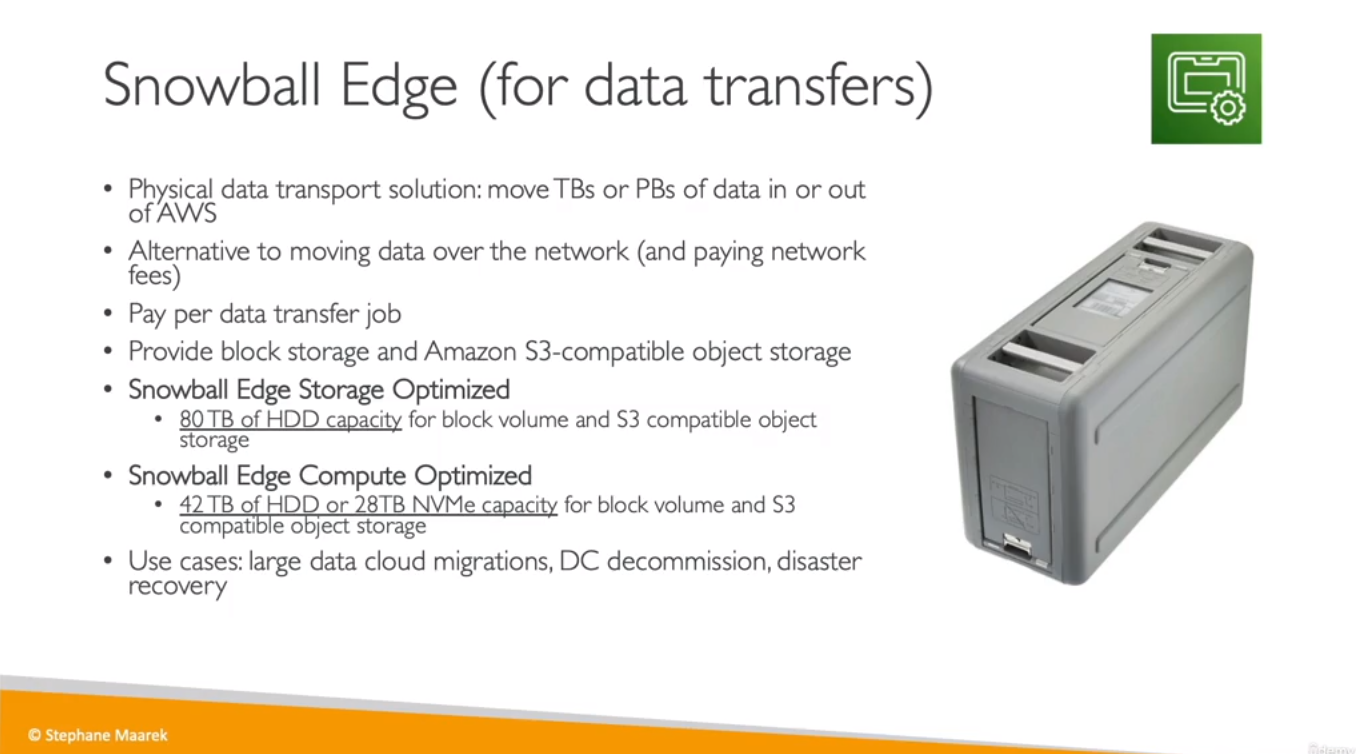 Snowball Edge (for data transfers)
• Physical data transport solution: move TBs or PBs of data in or out
of AWS
• Alternative to moving data over the network (and paying network
fees)
• Pay per data transfer job
• Provide block storage and Amazon S3-compatible object storage
• Snowball Edge Storage Optimized
• 80 TB of HDD capacity for block volume and S3 compatible object
storage
• Snowball Edge Compute Optimized
• 42 TB of HDD or 28TB NVMe capacity for block volume and S3
compatible object storage
• Use cases: large data cloud migrations, DC decommission, disaster
recovery
© Stephane Maarek